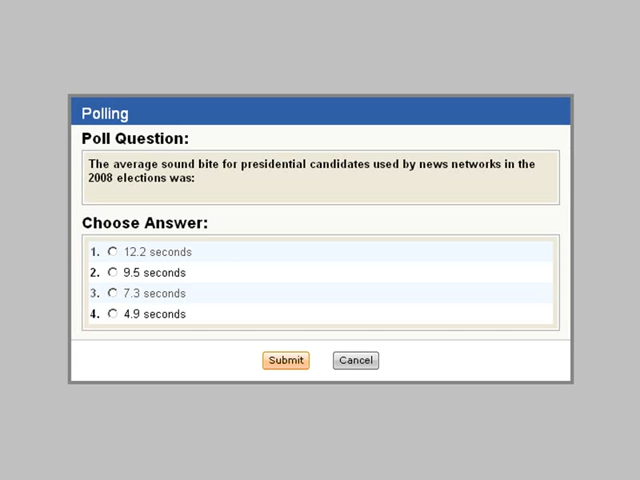 Polling
Poll Question:
The average sound bite for presidential candidates used by news networks in the
2008 elections was:
Choose Answer:
1. 12.2 seconds
2. 9.5 seconds
3. 7.3 seconds
4. 4.9 seconds
Submit Cancel